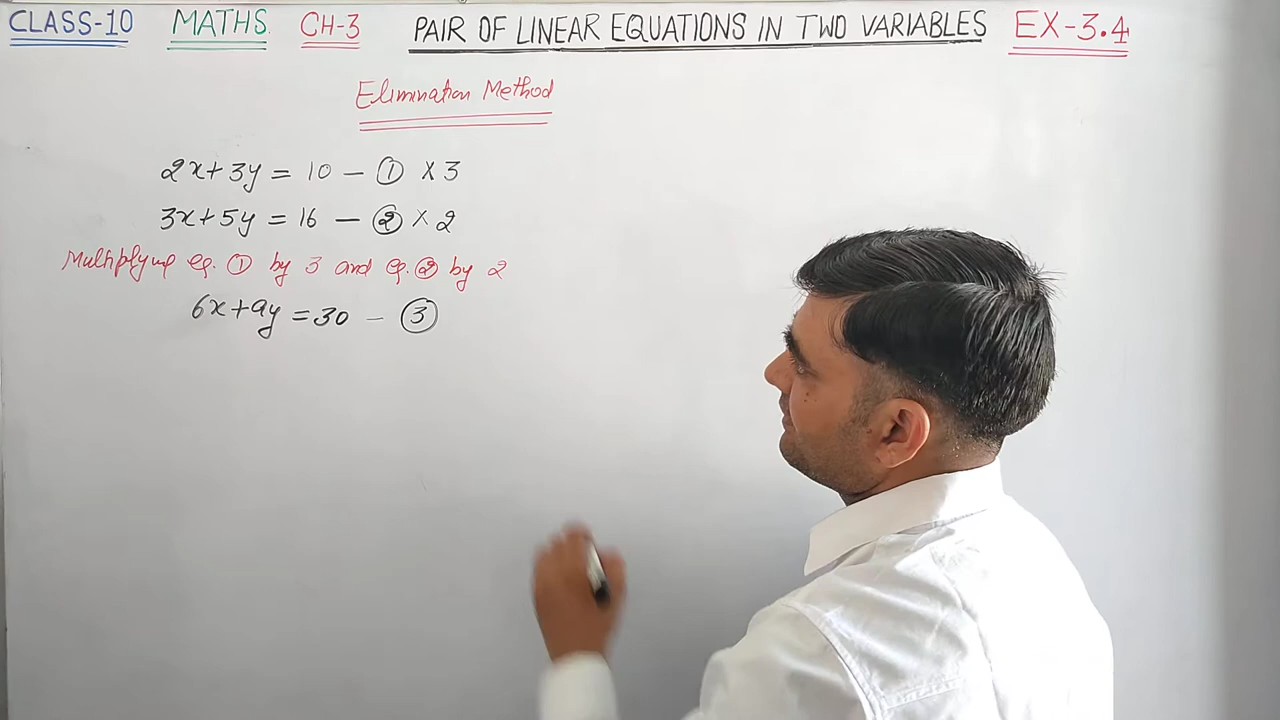 CLASS-10 MATHS CH-3 PAIR OF LINEAR EQUATIONS IN TWO VARIABLES EX-3.4
Elimination Method
2x+3y = 10 — ① ×3
3x+5y = 16 — ② ×2
Multiplying eq. ① by 3 and eq. ② by 2
6x+9y = 30 — ③